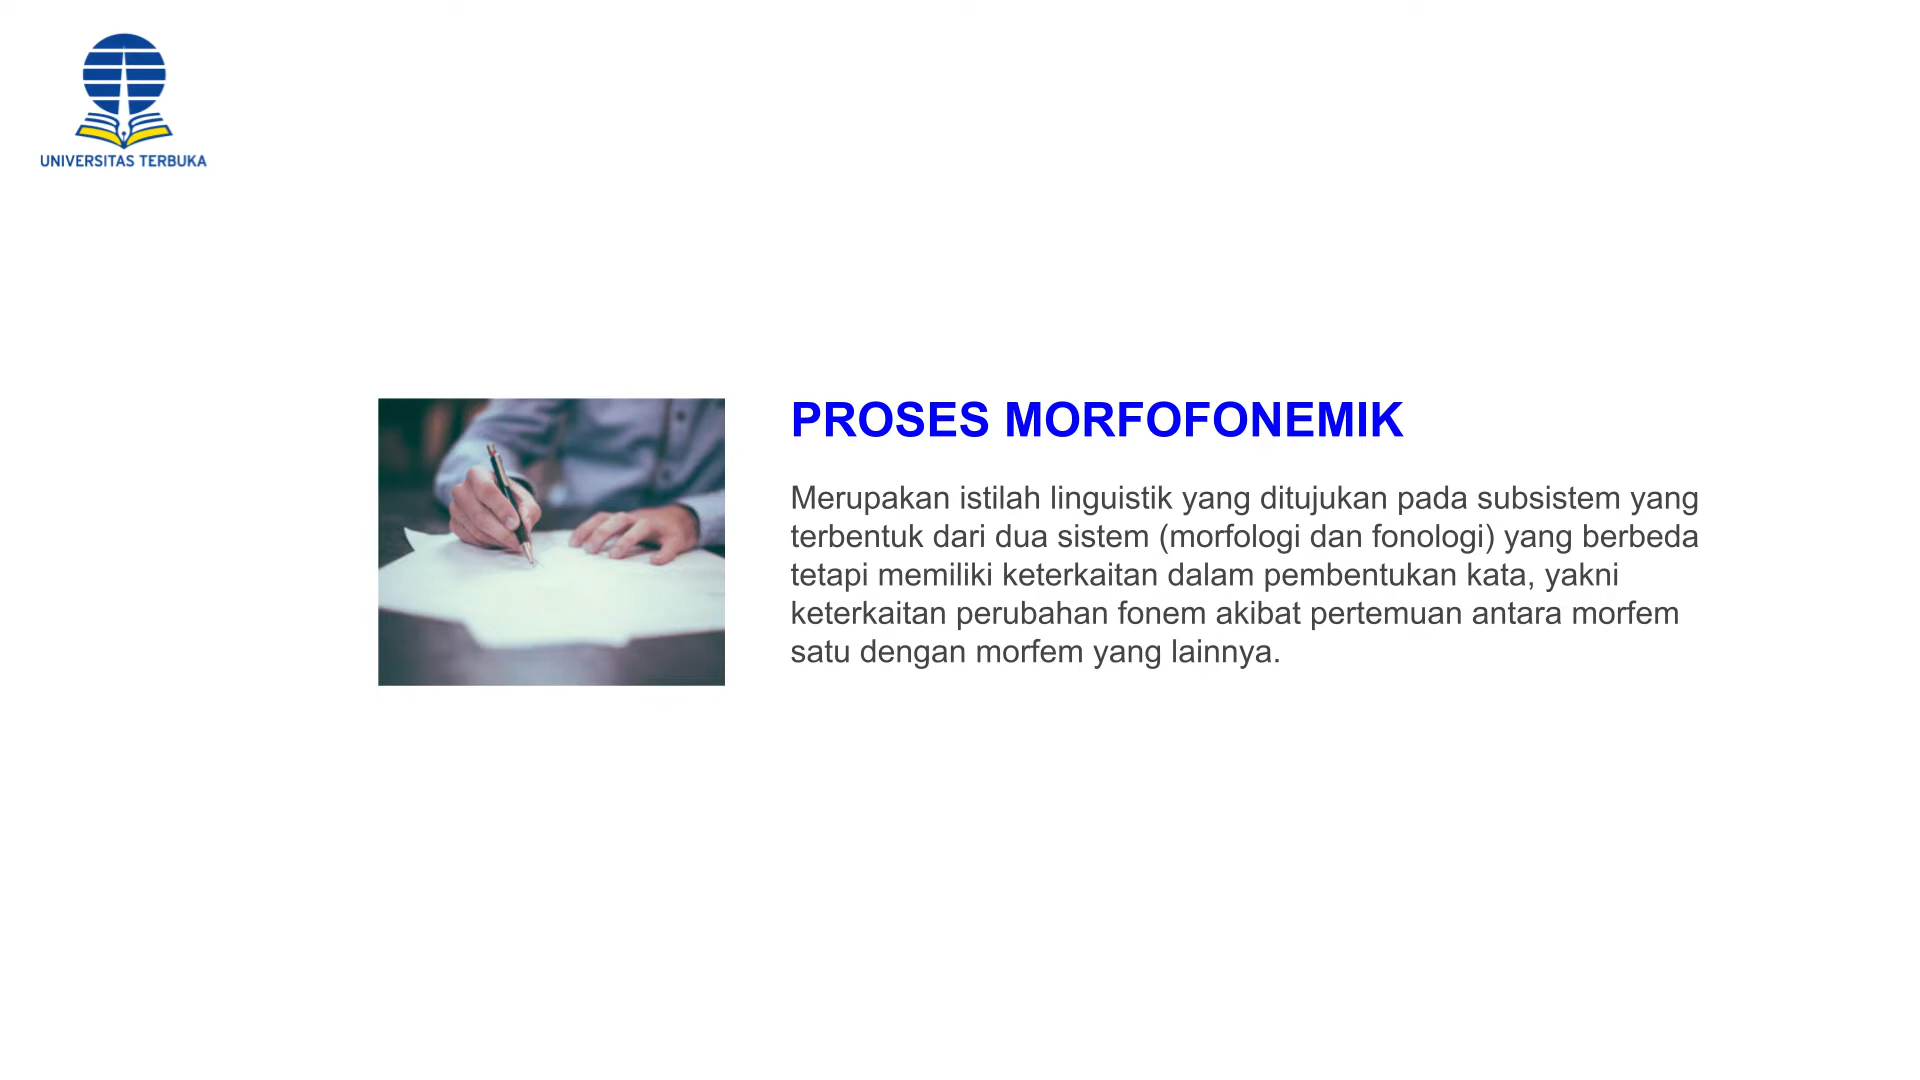 UNIVERSITAS TERBUKA
PROSES MORFOFONEMIK
Merupakan istilah linguistik yang ditujukan pada subsistem yang
terbentuk dari dua sistem (morfologi dan fonologi) yang berbeda
tetapi memiliki keterkaitan dalam pembentukan kata, yakni
keterkaitan perubahan fonem akibat pertemuan antara morfem
satu dengan morfem yang lainnya.